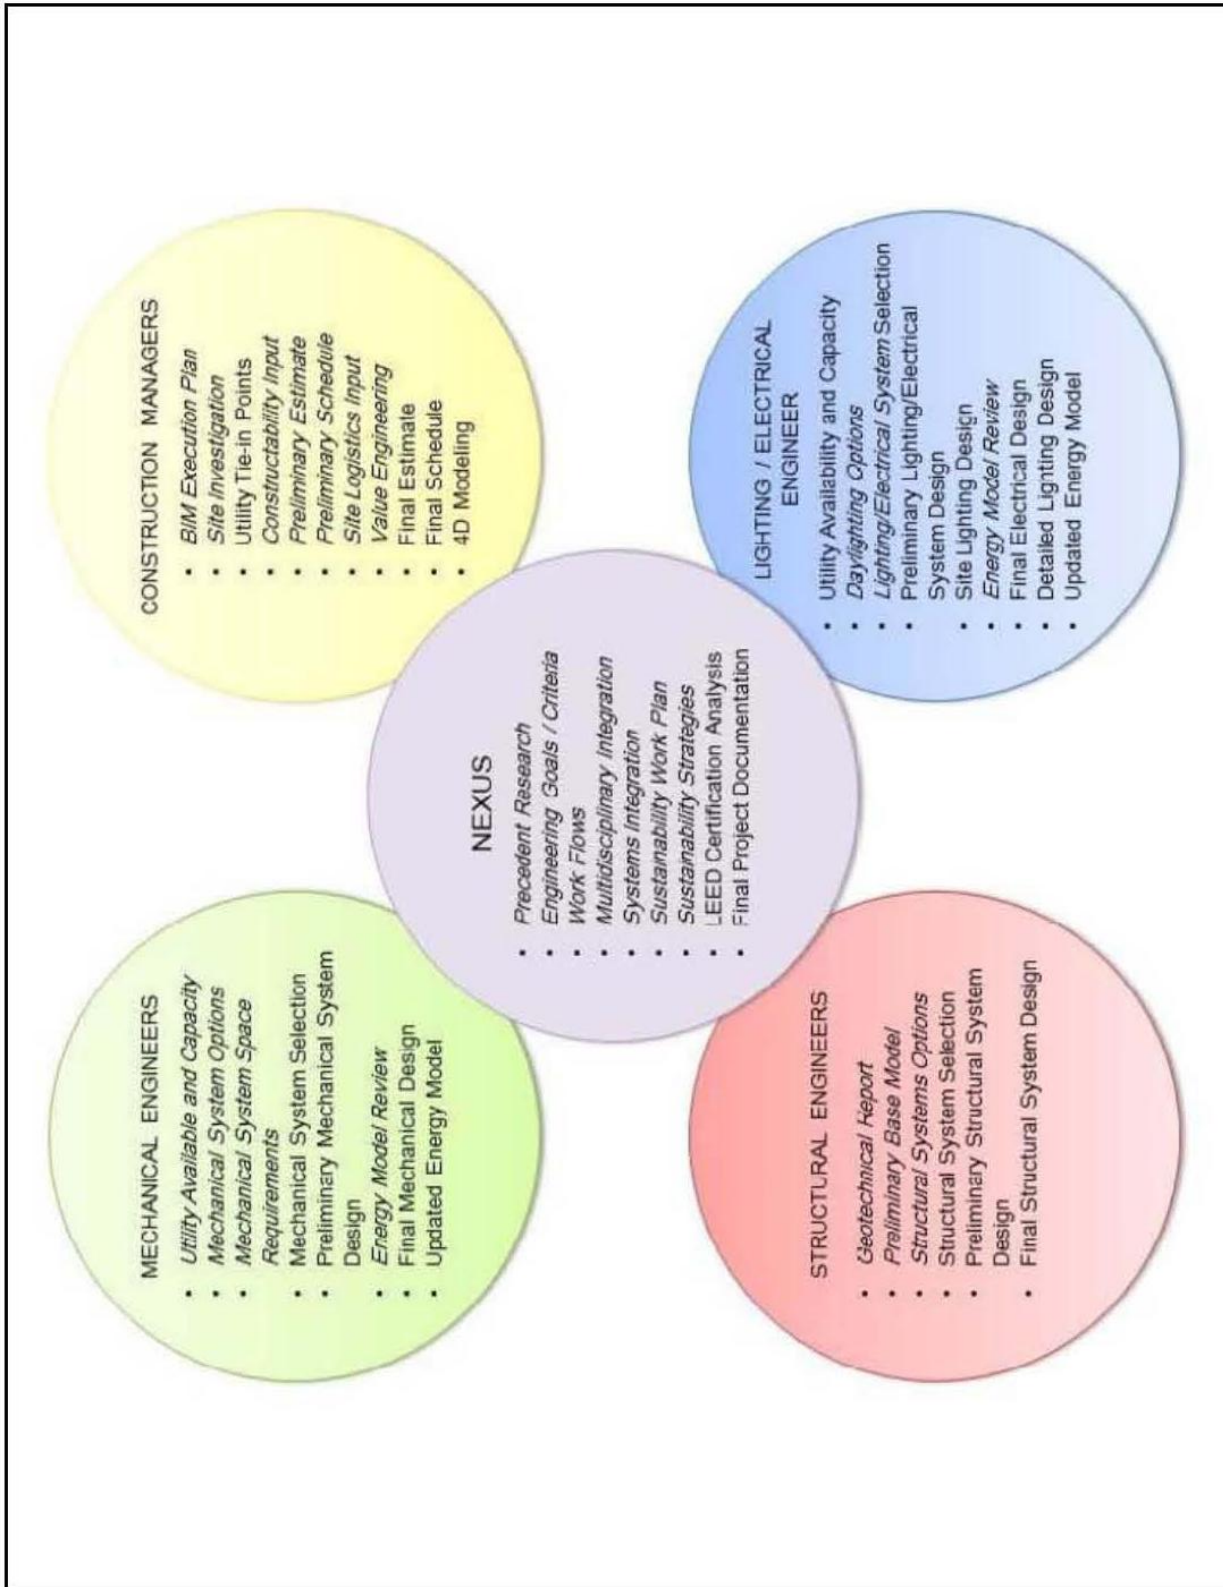 MECHANICAL ENGINEERS
• Utility Available and Capacity
• Mechanical System Options
• Mechanical System Space
Requirements
• Mechanical System Selection
• Preliminary Mechanical System
Design
• Energy Model Review
• Final Mechanical Design
• Updated Energy Model
CONSTRUCTION MANAGERS
• BIM Execution Plan
• Site Investigation
• Utility Tie-in Points
• Constructability Input
• Preliminary Estimate
• Preliminary Schedule
• Site Logistics Input
• Value Engineering
• Final Estimate
• Final Schedule
• 4D Modeling
NEXUS
• Precedent Research
• Engineering Goals / Criteria
• Work Flows
• Multidisciplinary Integration
• Systems Integration
• Sustainability Work Plan
• Sustainability Strategies
• LEED Certification Analysis
• Final Project Documentation
STRUCTURAL ENGINEERS
• Geotechnical Report
• Preliminary Base Model
• Structural Systems Options
• Structural System Selection
• Preliminary Structural System
Design
• Final Structural System Design
LIGHTING / ELECTRICAL
ENGINEER
• Utility Availability and Capacity
• Daylighting Options
• Lighting/Electrical System Selection
• Preliminary Lighting/Electrical
System Design
• Site Lighting Design
• Energy Model Review
• Final Electrical Design
• Detailed Lighting Design
• Updated Energy Model